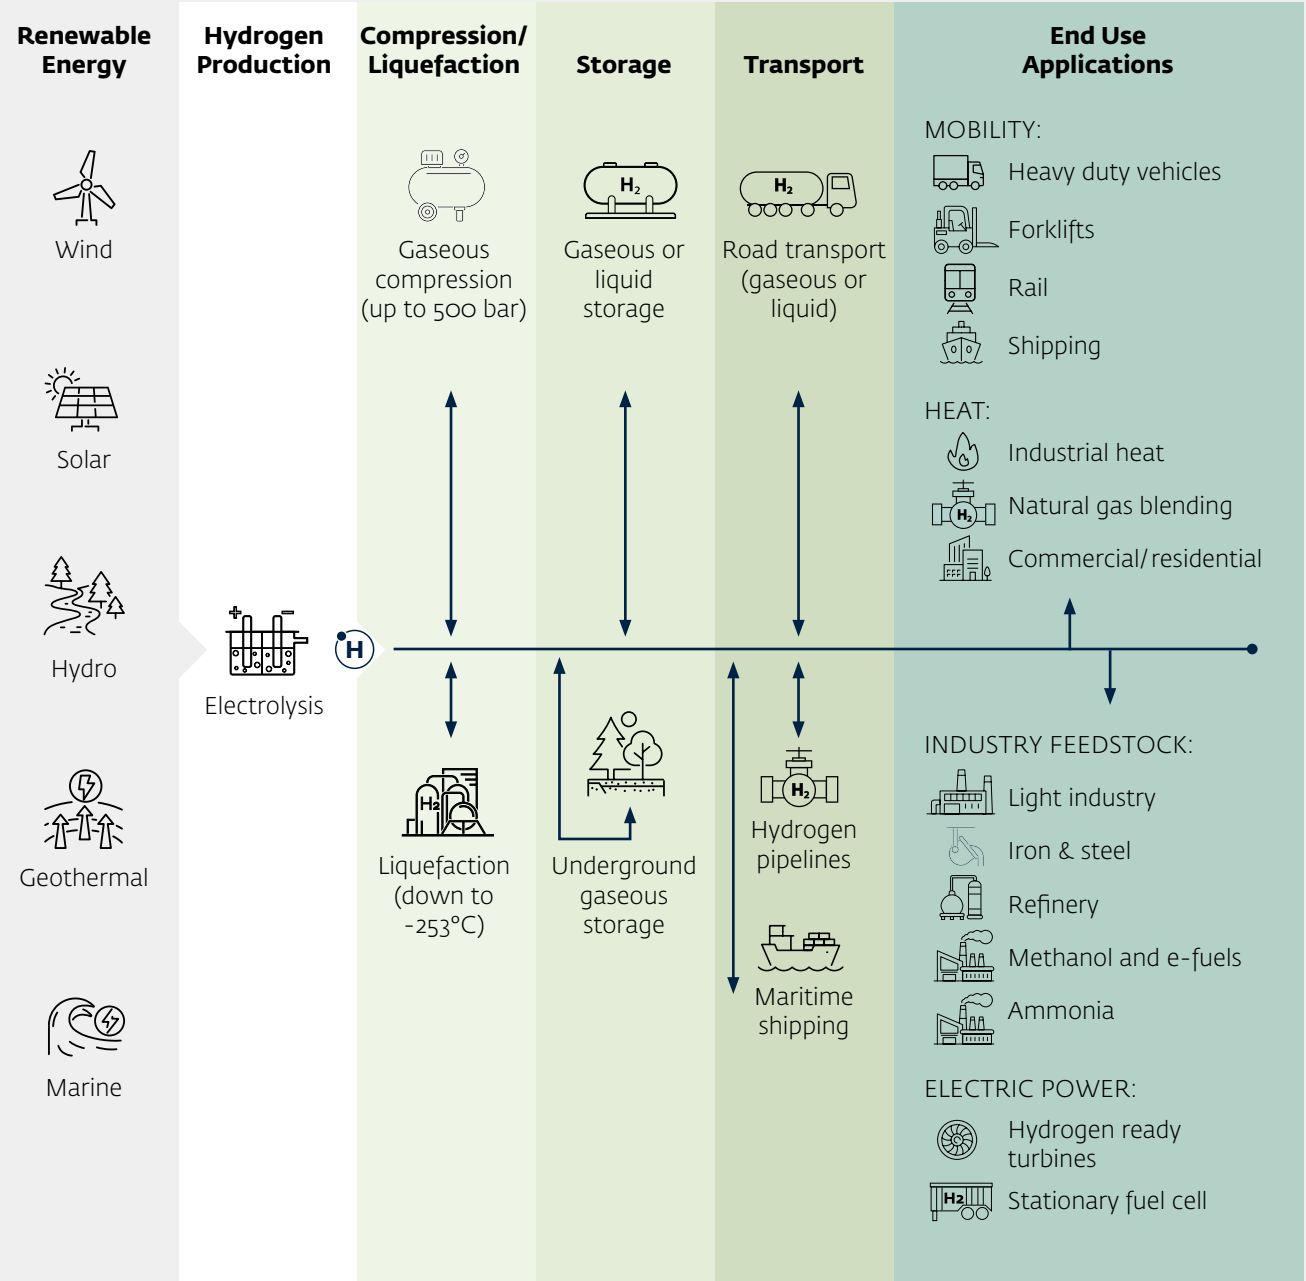 Renewable
Energy
Hydrogen
Production
Compression/
Liquefaction
Storage
Transport
End Use
Applications
Wind
Solar
Hydro
Geothermal
Marine
+ −
Electrolysis
H
Gaseous
compression
(up to 500 bar)
H₂
Liquefaction
(down to
-253°C)
H₂
Gaseous or
liquid
storage
Underground
gaseous
storage
H₂
Road transport
(gaseous or
liquid)
H₂
Hydrogen
pipelines
Maritime
shipping
MOBILITY:
Heavy duty vehicles
Forklifts
Rail
Shipping
HEAT:
Industrial heat
H₂ Natural gas blending
Commercial/residential
INDUSTRY FEEDSTOCK:
Light industry
Iron & steel
Refinery
Methanol and e-fuels
Ammonia
ELECTRIC POWER:
Hydrogen ready
turbines
H2 Stationary fuel cell